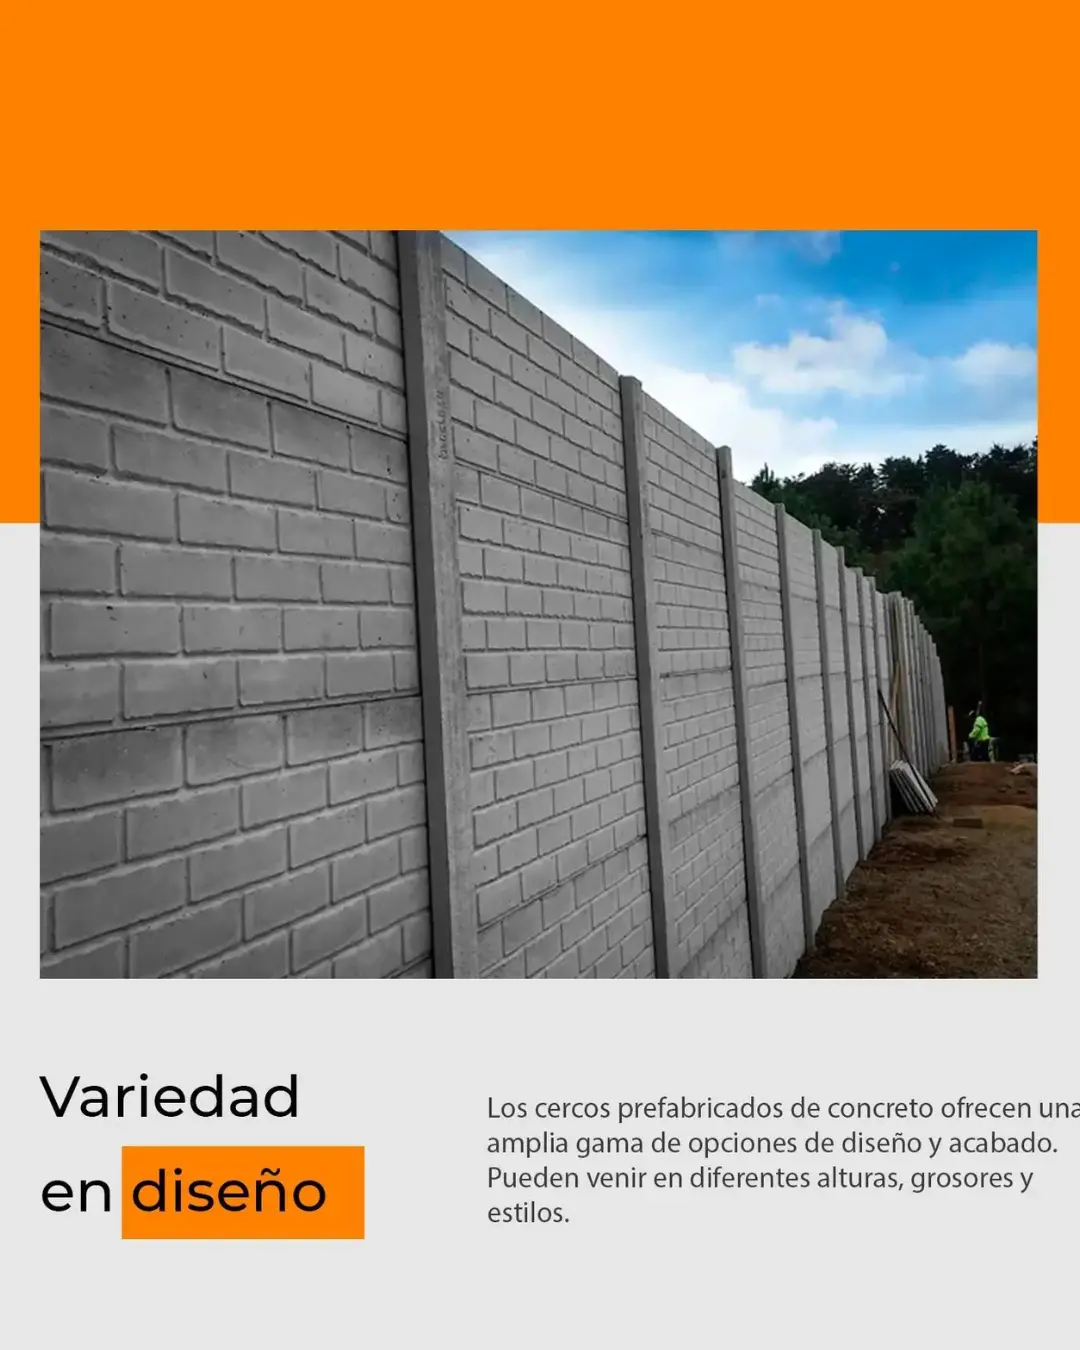 Variedad
en diseño
Los cercos prefabricados de concreto ofrecen una
amplia gama de opciones de diseño y acabado.
Pueden venir en diferentes alturas, grosores y
estilos.